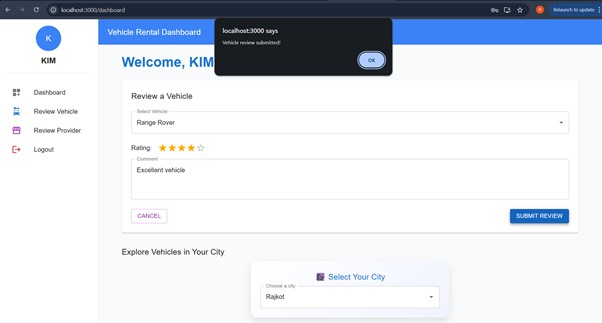 localhost:3000/dashboard
K
Relaunch to update
localhost:3000 says
Vehicle review submitted!
OK
K
KIM
Dashboard
Review Vehicle
Review Provider
Logout
Vehicle Rental Dashboard
Welcome, KIM
Review a Vehicle
Select Vehicle
Range Rover
Rating:
Comment
Excellent vehicle
CANCEL
SUBMIT REVIEW
Explore Vehicles in Your City
Select Your City
Choose a city
Rajkot